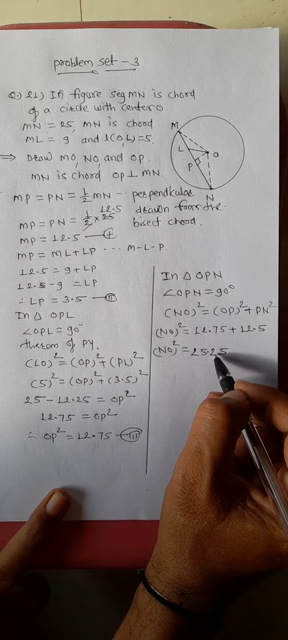 problem set -3
Q.) 21) In figure seg MN is chord
of a circle with center O.
MN = 25, MN is chord
ML = 9 and l(O,L)=5.
⇒ Draw MO, NO, and OP.
MN is chord OP⊥MN.
MP = PN = 1/2 MN -- perpendicular
drawn from the
bisect chord.
MP = PN = 1/2 × 25 12.5
MP = 12.5 — I
MP = ML + LP ... M-L-P
12.5 = 9 + LP
12.5 - 9 = LP
∴ LP = 3.5 — II
In △ OPL
∠OPL = 90°
theorm of PY.
(LO)² = (OP)² + (PL)²
(5)² = (OP)² + (3.5)²
25 - 12.25 = OP²
12.75 = OP²
∴ OP² = 12.75 — III
M
L
O
P
N
In △ OPN
∠OPN = 90°
(NO)² = (OP)² + PN²
(NO)² = 12.75 + 12.5
(NO)² = 25.25